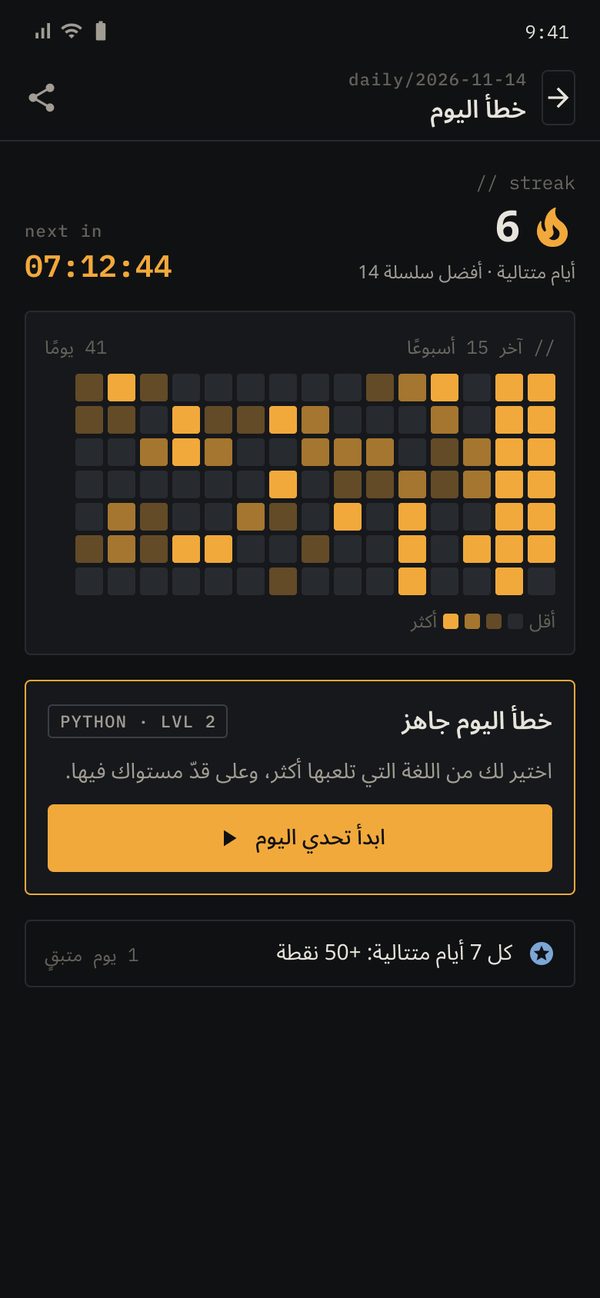 9:41
daily/2026-11-14
خطأ اليوم
// streak
6
أيام متتالية · أفضل سلسلة 14
next in
07:12:44
// آخر 15 أسبوعًا
41 يومًا
أقل
أكثر
خطأ اليوم جاهز
PYTHON · LVL 2
اختير لك من اللغة التي تلعبها أكثر، وعلى قدّ مستواك فيها.
ابدأ تحدي اليوم
كل 7 أيام متتالية: +50 نقطة
1 يوم متبقٍ